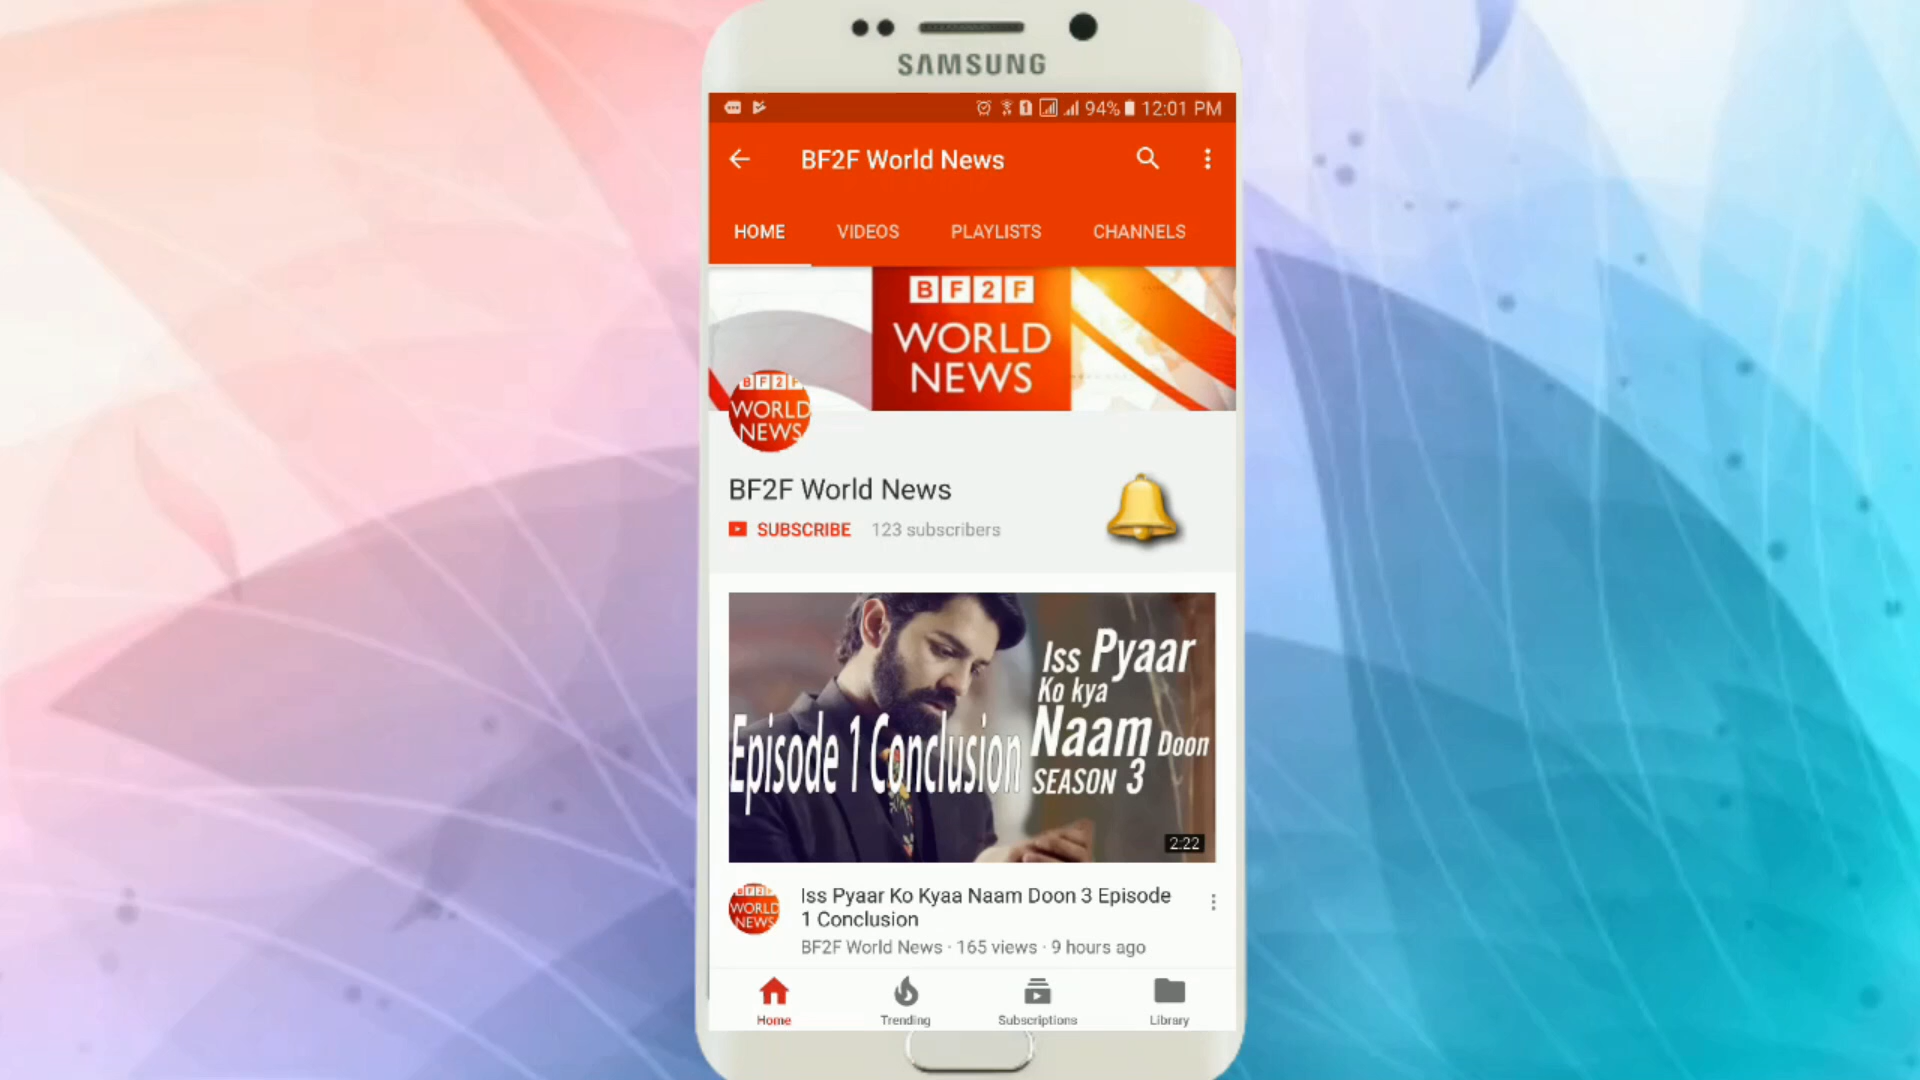 SAMSUNG
94% 12:01 PM
BF2F World News
HOME VIDEOS PLAYLISTS CHANNELS
BF2F
WORLD
NEWS
BF2F
WORLD
NEWS
BF2F World News
SUBSCRIBE 123 subscribers
Iss Pyaar
Ko kya
Naam Doon
SEASON 3
Episode 1 Conclusion
2:22
BF2F
WORLD
NEWS
Iss Pyaar Ko Kyaa Naam Doon 3 Episode
1 Conclusion
BF2F World News · 165 views · 9 hours ago
Home Trending Subscriptions Library